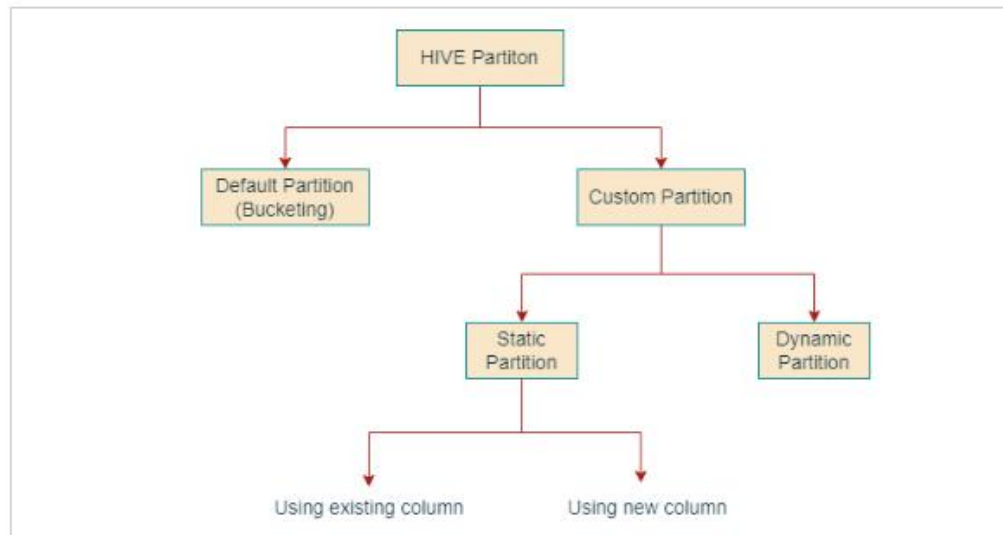 HIVE Partiton
Default Partition
(Bucketing)
Custom Partition
Static
Partition
Dynamic
Partition
Using existing column
Using new column